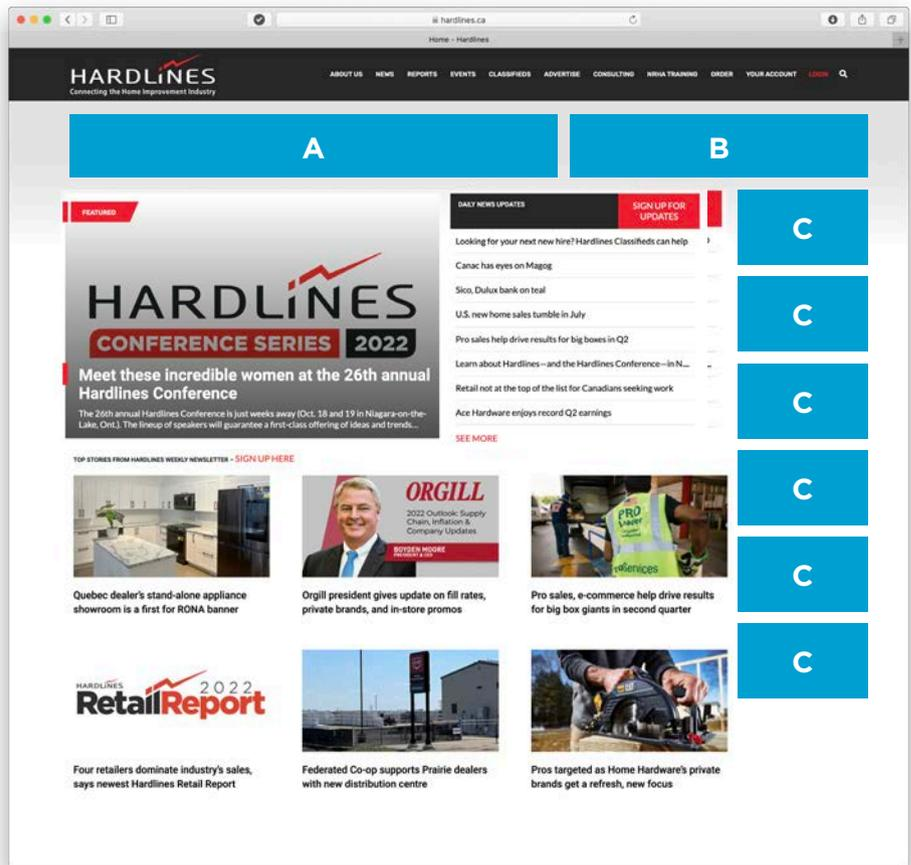 hardlines.ca
Home - Hardlines
HARDLINES
Connecting the Home Improvement Industry
ABOUT US NEWS REPORTS EVENTS CLASSIFIEDS ADVERTISE CONSULTING NRHA TRAINING ORDER YOUR ACCOUNT LOGIN
A
B
FEATURED
HARDLINES
CONFERENCE SERIES 2022
Meet these incredible women at the 26th annual
Hardlines Conference
The 26th annual Hardlines Conference is just weeks away (Oct. 18 and 19 in Niagara-on-the-
Lake, Ont.). The lineup of speakers will guarantee a first-class offering of ideas and trends...
DAILY NEWS UPDATES
SIGN UP FOR
UPDATES
Looking for your next new hire? Hardlines Classifieds can help
Canac has eyes on Magog
Sico, Dulux bank on teal
U.S. new home sales tumble in July
Pro sales help drive results for big boxes in Q2
Learn about Hardlines—and the Hardlines Conference—in N...
Retail not at the top of the list for Canadians seeking work
Ace Hardware enjoys record Q2 earnings
SEE MORE
C
C
C
C
C
C
TOP STORIES FROM HARDLINES WEEKLY NEWSLETTER - SIGN UP HERE
ORGILL
2022 Outlook: Supply
Chain, Inflation &
Company Updates
BOYDEN MOORE
PRESIDENT & CEO
PRO
Services
Quebec dealer's stand-alone appliance
showroom is a first for RONA banner
Orgill president gives update on fill rates,
private brands, and in-store promos
Pro sales, e-commerce help drive results
for big box giants in second quarter
HARDLINES
2022
RetailReport
CAT
Four retailers dominate industry's sales,
says newest Hardlines Retail Report
Federated Co-op supports Prairie dealers
with new distribution centre
Pros targeted as Home Hardware's private
brands get a refresh, new focus